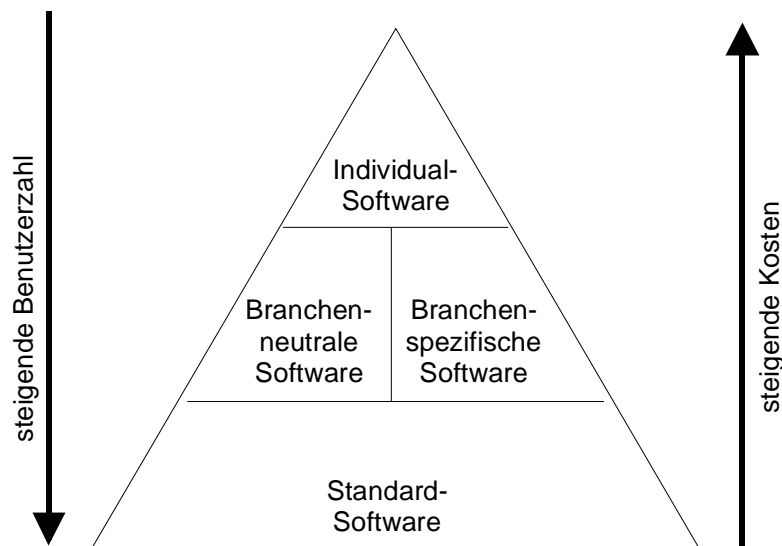 steigende Benutzerzahl
Individual-
Software
Branchen-
neutrale
Software
Branchen-
spezifische
Software
Standard-
Software
steigende Kosten